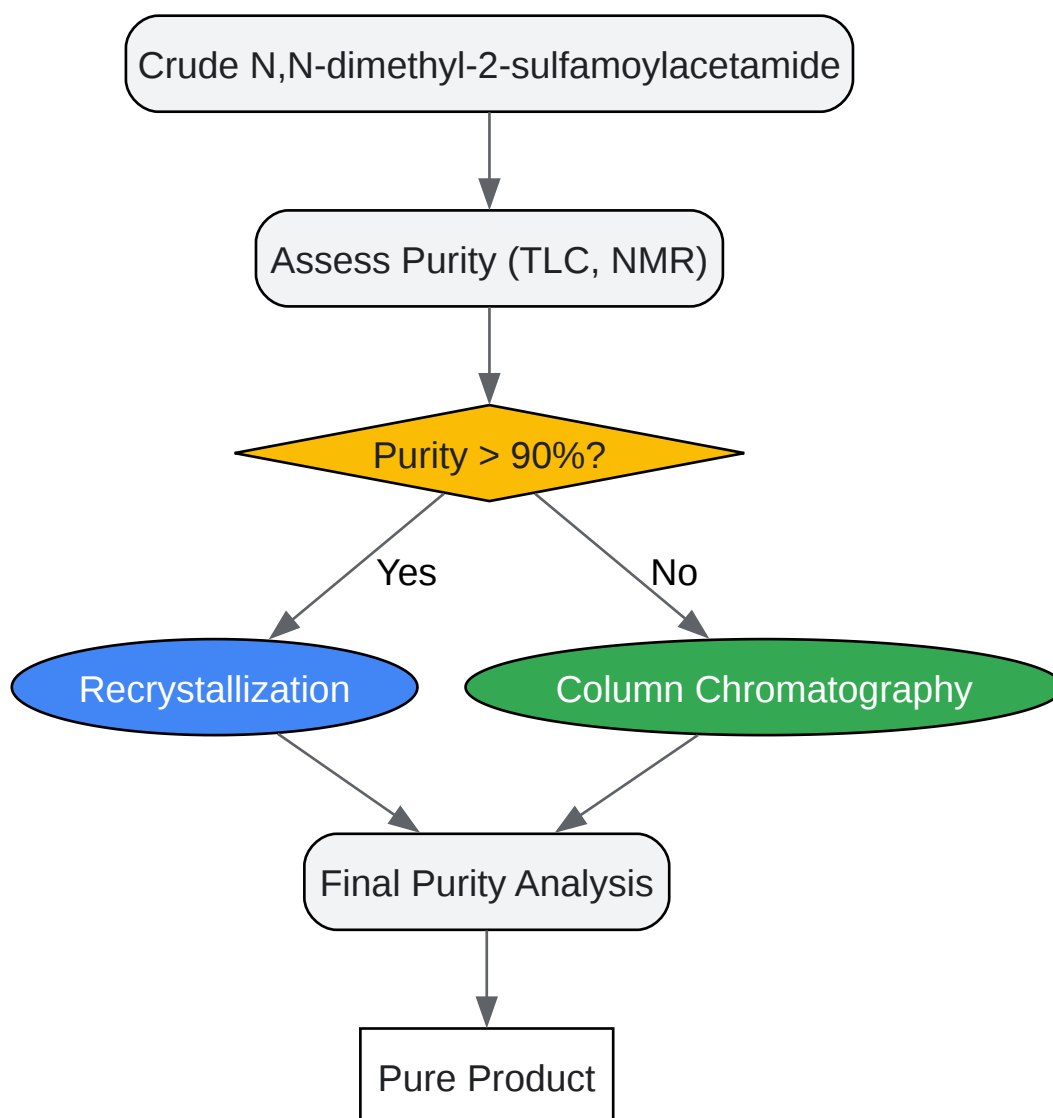 Crude N,N-dimethyl-2-sulfamoylacetamide
Assess Purity (TLC, NMR)
Purity > 90%?
Yes
No
Recrystallization
Column Chromatography
Final Purity Analysis
Pure Product